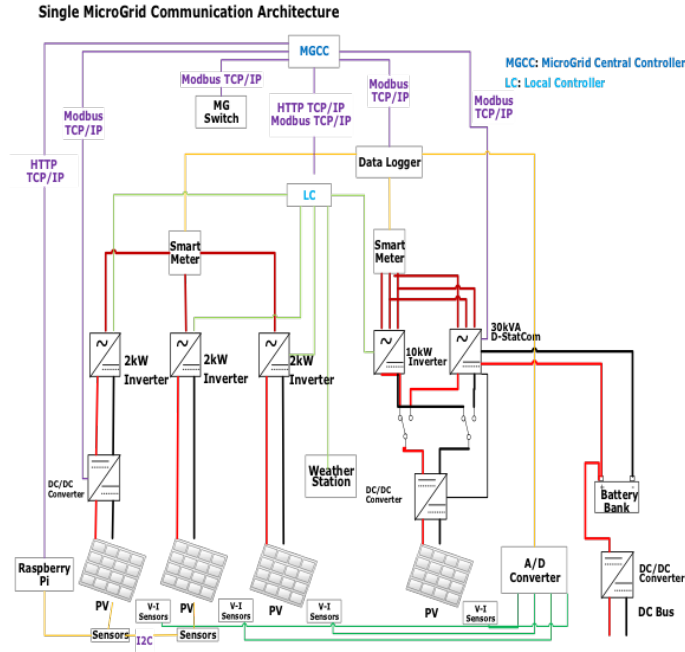 Single MicroGrid Communication Architecture
MGCC
MGCC: MicroGrid Central Controller
LC: Local Controller
Modbus TCP/IP
MG
Switch
HTTP TCP/IP
Modbus TCP/IP
Modbus
TCP/IP
Modbus
TCP/IP
Modbus
TCP/IP
HTTP
TCP/IP
Data Logger
LC
Smart
Meter
Smart
Meter
2kW
Inverter
2kW
Inverter
2kW
Inverter
10kW
Inverter
30kVA
D-StatCom
DC/DC
Converter
Weather
Station
DC/DC
Converter
Battery
Bank
Raspberry
Pi
A/D
Converter
DC/DC
Converter
DC Bus
PV
PV
PV
PV
V-I
Sensors
V-I
Sensors
V-I
Sensors
V-I
Sensors
Sensors
I2C
Sensors